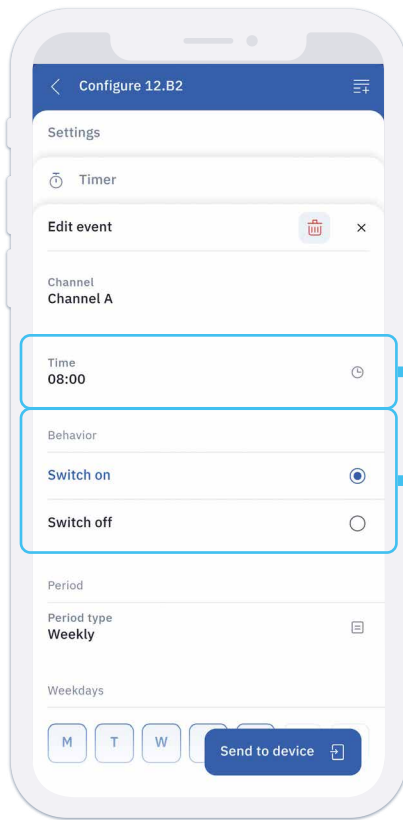 Configure 12.B2
Settings
Timer
Edit event
Channel
Channel A
Time
08:00
Behavior
Switch on
Switch off
Period
Period type
Weekly
Weekdays
M T W
Send to device